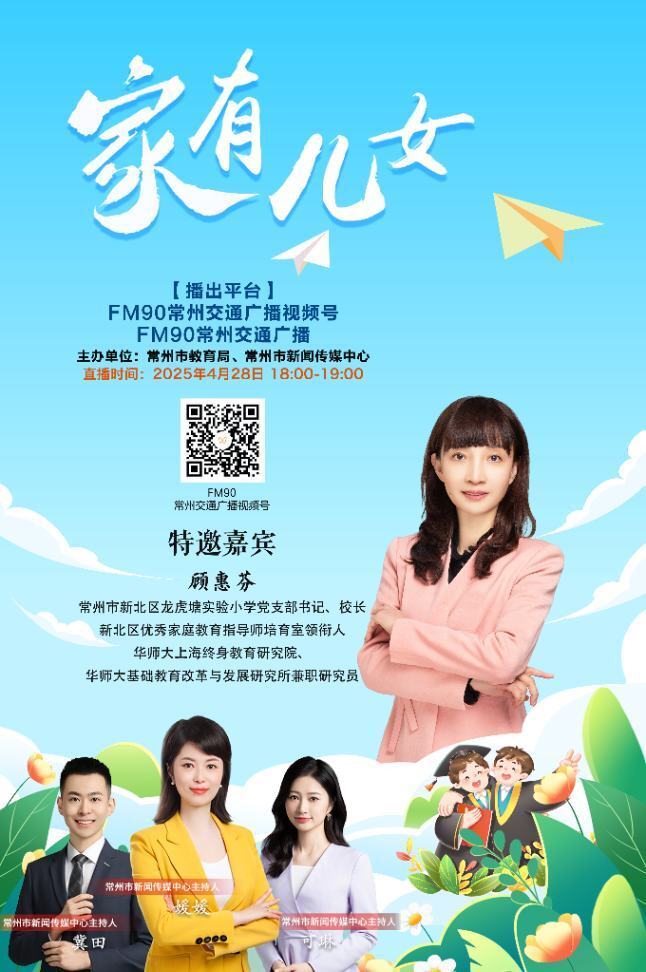 家有儿女
【播出平台】
FM90常州交通广播视频号
FM90常州交通广播
主办单位：常州市教育局、常州市新闻传媒中心
直播时间：2025年4月28日 18:00-19:00
FM90
常州交通广播视频号
特邀嘉宾
顾惠芬
常州市新北区龙虎塘实验小学党支部书记、校长
新北区优秀家庭教育指导师培育室领衔人
华师大上海终身教育研究院、
华师大基础教育改革与发展研究所兼职研究员
常州市新闻传媒中心主持人
媛媛
常州市新闻传媒中心主持人
冀田
常州市新闻传媒中心主持人
可琳